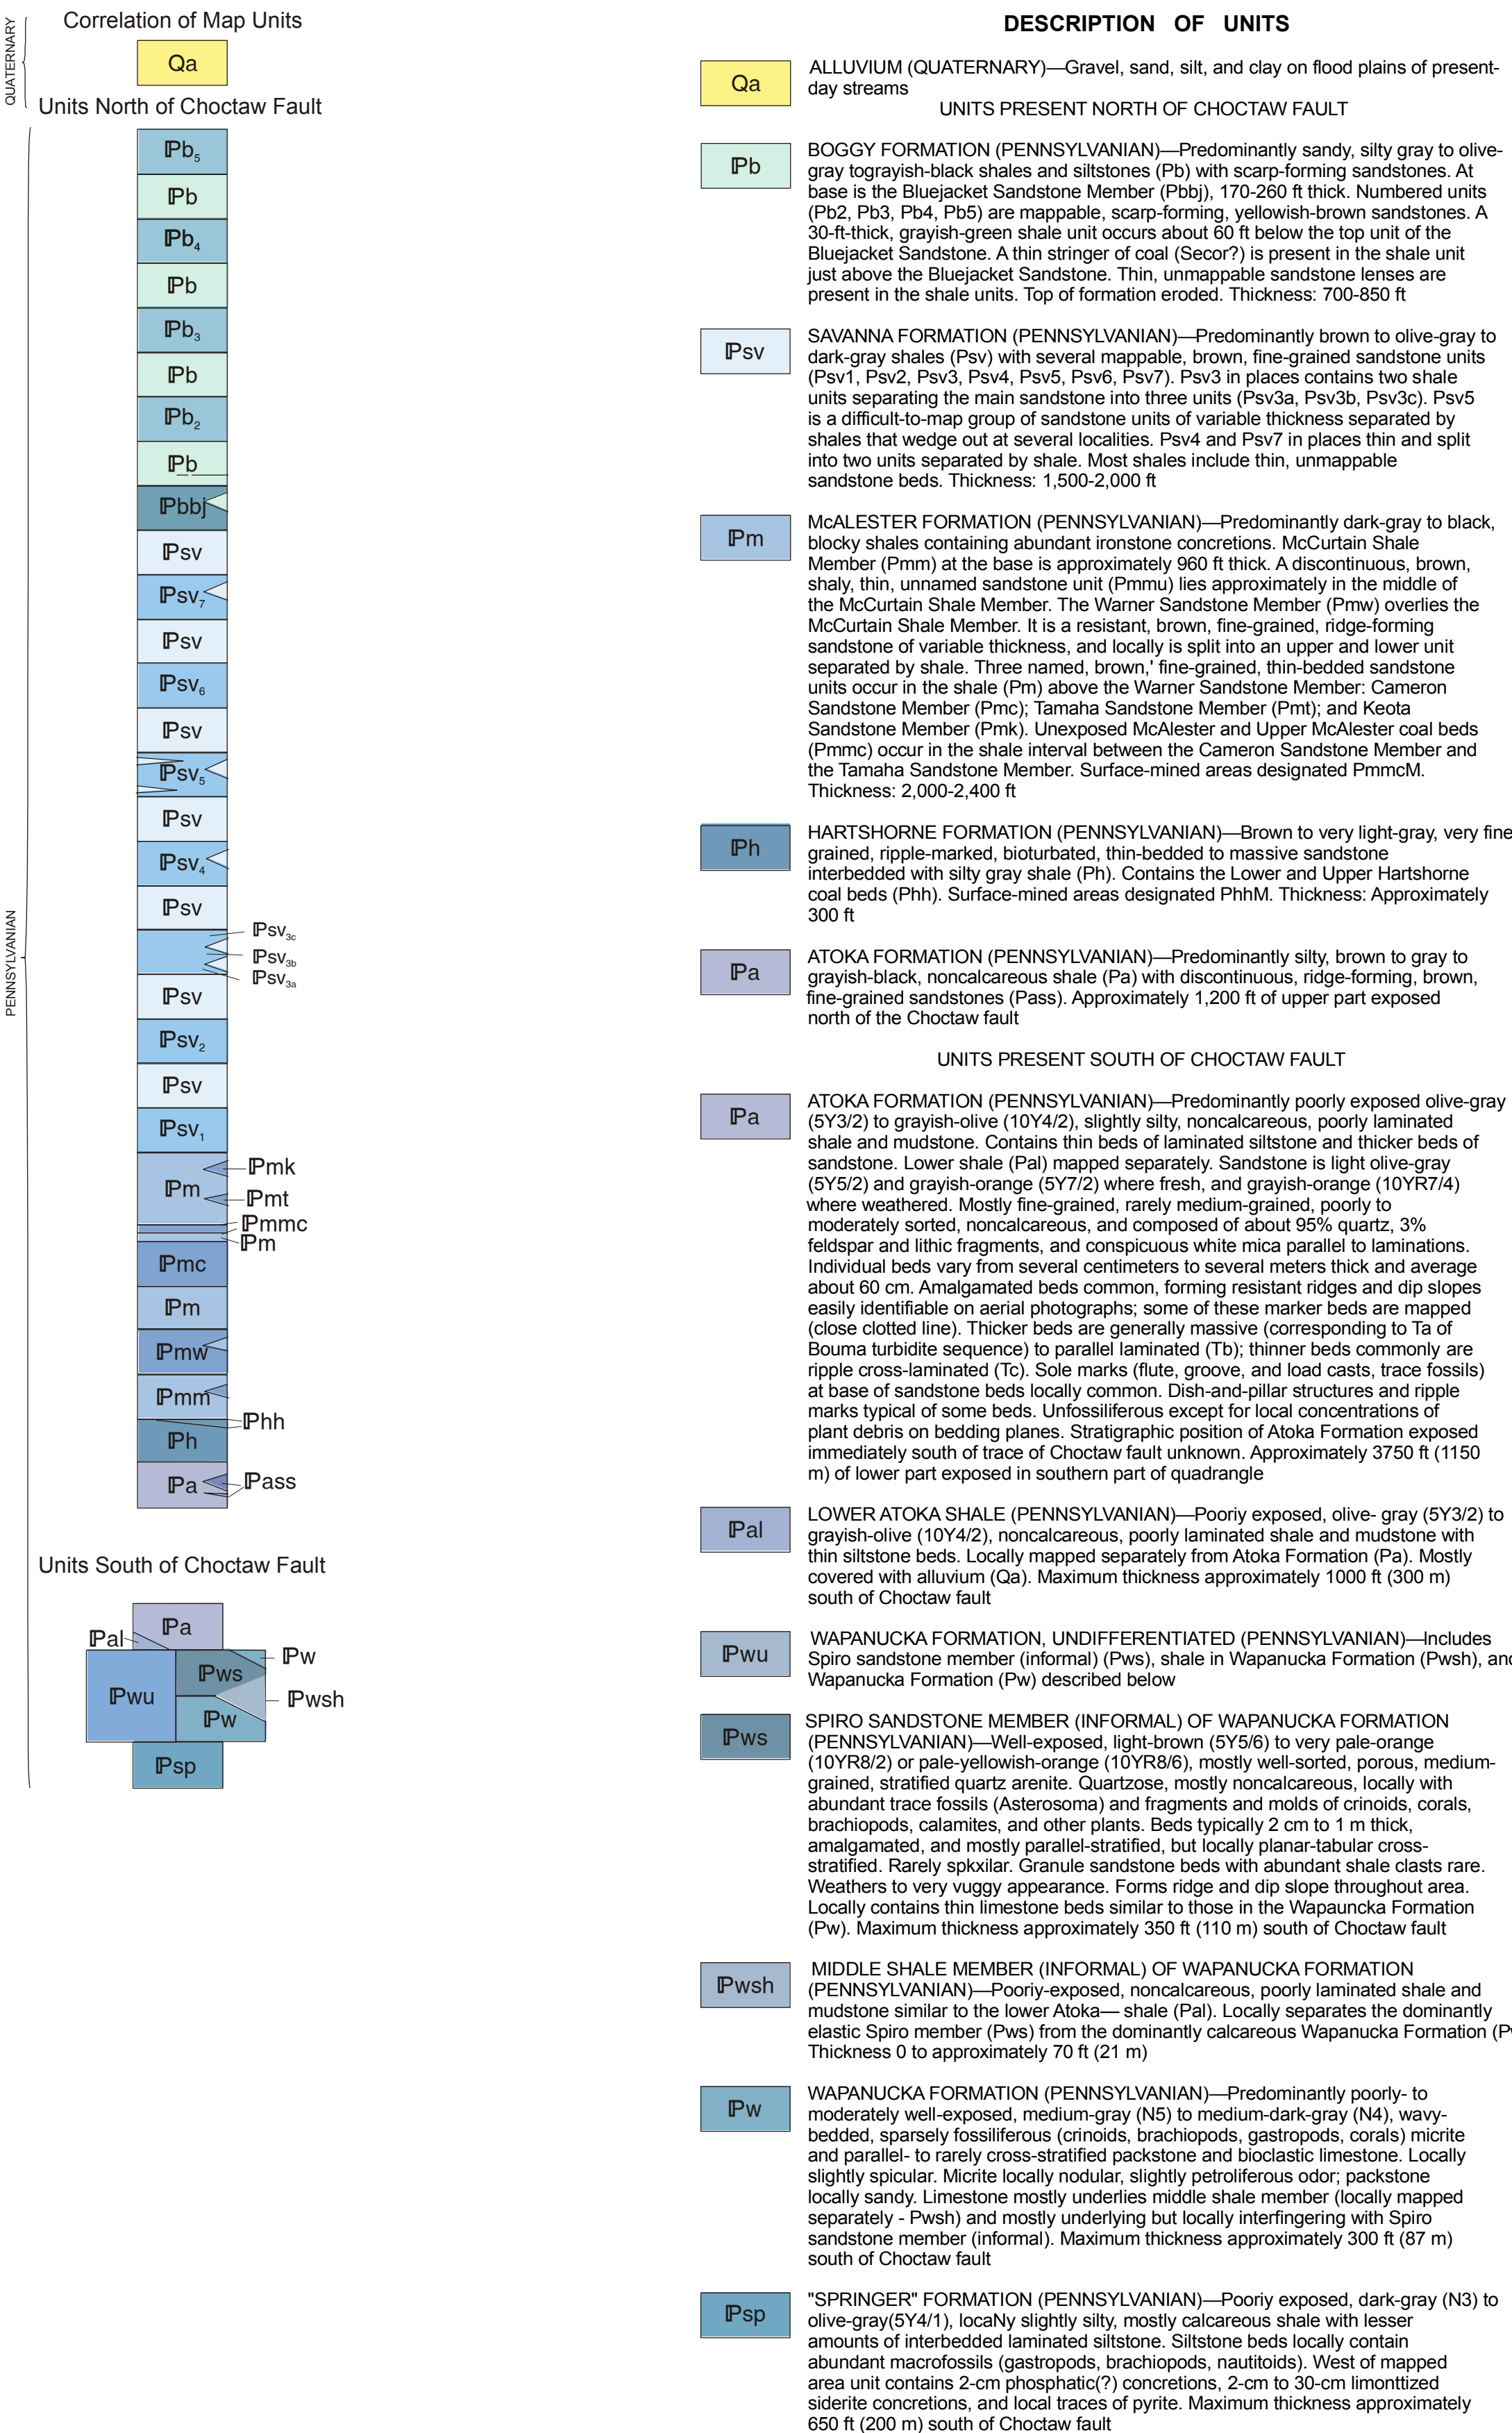 Correlation of Map Units
QUATERNARY
Qa
Units North of Choctaw Fault
PENNSYLVANIAN
ℙb5
ℙb
ℙb4
ℙb
ℙb3
ℙb
ℙb2
ℙb
ℙbbj
ℙsv
ℙsv7
ℙsv
ℙsv6
ℙsv
ℙsv5
ℙsv
ℙsv4
ℙsv
ℙsv3c
ℙsv3b
ℙsv3a
ℙsv
ℙsv2
ℙsv
ℙsv1
ℙmk
ℙm
ℙmt
ℙmmc
ℙm
ℙmc
ℙm
ℙmw
ℙmm
ℙhh
ℙh
ℙa
ℙass
Units South of Choctaw Fault
ℙa
ℙal
ℙw
ℙws
ℙwu
ℙwsh
ℙw
ℙsp
DESCRIPTION OF UNITS
Qa
ALLUVIUM (QUATERNARY)—Gravel, sand, silt, and clay on flood plains of present-
day streams
UNITS PRESENT NORTH OF CHOCTAW FAULT
ℙb
BOGGY FORMATION (PENNSYLVANIAN)—Predominantly sandy, silty gray to olive-
gray tograyish-black shales and siltstones (Pb) with scarp-forming sandstones. At
base is the Bluejacket Sandstone Member (Pbbj), 170-260 ft thick. Numbered units
(Pb2, Pb3, Pb4, Pb5) are mappable, scarp-forming, yellowish-brown sandstones. A
30-ft-thick, grayish-green shale unit occurs about 60 ft below the top unit of the
Bluejacket Sandstone. A thin stringer of coal (Secor?) is present in the shale unit
just above the Bluejacket Sandstone. Thin, unmappable sandstone lenses are
present in the shale units. Top of formation eroded. Thickness: 700-850 ft
ℙsv
SAVANNA FORMATION (PENNSYLVANIAN)—Predominantly brown to olive-gray to
dark-gray shales (Psv) with several mappable, brown, fine-grained sandstone units
(Psv1, Psv2, Psv3, Psv4, Psv5, Psv6, Psv7). Psv3 in places contains two shale
units separating the main sandstone into three units (Psv3a, Psv3b, Psv3c). Psv5
is a difficult-to-map group of sandstone units of variable thickness separated by
shales that wedge out at several localities. Psv4 and Psv7 in places thin and split
into two units separated by shale. Most shales include thin, unmappable
sandstone beds. Thickness: 1,500-2,000 ft
ℙm
McALESTER FORMATION (PENNSYLVANIAN)—Predominantly dark-gray to black,
blocky shales containing abundant ironstone concretions. McCurtain Shale
Member (Pmm) at the base is approximately 960 ft thick. A discontinuous, brown,
shaly, thin, unnamed sandstone unit (Pmmu) lies approximately in the middle of
the McCurtain Shale Member. The Warner Sandstone Member (Pmw) overlies the
McCurtain Shale Member. It is a resistant, brown, fine-grained, ridge-forming
sandstone of variable thickness, and locally is split into an upper and lower unit
separated by shale. Three named, brown,' fine-grained, thin-bedded sandstone
units occur in the shale (Pm) above the Warner Sandstone Member: Cameron
Sandstone Member (Pmc); Tamaha Sandstone Member (Pmt); and Keota
Sandstone Member (Pmk). Unexposed McAlester and Upper McAlester coal beds
(Pmmc) occur in the shale interval between the Cameron Sandstone Member and
the Tamaha Sandstone Member. Surface-mined areas designated PmmcM.
Thickness: 2,000-2,400 ft
ℙh
HARTSHORNE FORMATION (PENNSYLVANIAN)—Brown to very light-gray, very fine
grained, ripple-marked, bioturbated, thin-bedded to massive sandstone
interbedded with silty gray shale (Ph). Contains the Lower and Upper Hartshorne
coal beds (Phh). Surface-mined areas designated PhhM. Thickness: Approximately
300 ft
ℙa
ATOKA FORMATION (PENNSYLVANIAN)—Predominantly silty, brown to gray to
grayish-black, noncalcareous shale (Pa) with discontinuous, ridge-forming, brown,
fine-grained sandstones (Pass). Approximately 1,200 ft of upper part exposed
north of the Choctaw fault
UNITS PRESENT SOUTH OF CHOCTAW FAULT
ℙa
ATOKA FORMATION (PENNSYLVANIAN)—Predominantly poorly exposed olive-gray
(5Y3/2) to grayish-olive (10Y4/2), slightly silty, noncalcareous, poorly laminated
shale and mudstone. Contains thin beds of laminated siltstone and thicker beds of
sandstone. Lower shale (Pal) mapped separately. Sandstone is light olive-gray
(5Y5/2) and grayish-orange (5Y7/2) where fresh, and grayish-orange (10YR7/4)
where weathered. Mostly fine-grained, rarely medium-grained, poorly to
moderately sorted, noncalcareous, and composed of about 95% quartz, 3%
feldspar and lithic fragments, and conspicuous white mica parallel to laminations.
Individual beds vary from several centimeters to several meters thick and average
about 60 cm. Amalgamated beds common, forming resistant ridges and dip slopes
easily identifiable on aerial photographs; some of these marker beds are mapped
(close clotted line). Thicker beds are generally massive (corresponding to Ta of
Bouma turbidite sequence) to parallel laminated (Tb); thinner beds commonly are
ripple cross-laminated (Tc). Sole marks (flute, groove, and load casts, trace fossils)
at base of sandstone beds locally common. Dish-and-pillar structures and ripple
marks typical of some beds. Unfossiliferous except for local concentrations of
plant debris on bedding planes. Stratigraphic position of Atoka Formation exposed
immediately south of trace of Choctaw fault unknown. Approximately 3750 ft (1150
m) of lower part exposed in southern part of quadrangle
ℙal
LOWER ATOKA SHALE (PENNSYLVANIAN)—Pooriy exposed, olive- gray (5Y3/2) to
grayish-olive (10Y4/2), noncalcareous, poorly laminated shale and mudstone with
thin siltstone beds. Locally mapped separately from Atoka Formation (Pa). Mostly
covered with alluvium (Qa). Maximum thickness approximately 1000 ft (300 m)
south of Choctaw fault
ℙwu
WAPANUCKA FORMATION, UNDIFFERENTIATED (PENNSYLVANIAN)—Includes
Spiro sandstone member (informal) (Pws), shale in Wapanucka Formation (Pwsh), and
Wapanucka Formation (Pw) described below
ℙws
SPIRO SANDSTONE MEMBER (INFORMAL) OF WAPANUCKA FORMATION
(PENNSYLVANIAN)—Well-exposed, light-brown (5Y5/6) to very pale-orange
(10YR8/2) or pale-yellowish-orange (10YR8/6), mostly well-sorted, porous, medium-
grained, stratified quartz arenite. Quartzose, mostly noncalcareous, locally with
abundant trace fossils (Asterosoma) and fragments and molds of crinoids, corals,
brachiopods, calamites, and other plants. Beds typically 2 cm to 1 m thick,
amalgamated, and mostly parallel-stratified, but locally planar-tabular cross-
stratified. Rarely spkxilar. Granule sandstone beds with abundant shale clasts rare.
Weathers to very vuggy appearance. Forms ridge and dip slope throughout area.
Locally contains thin limestone beds similar to those in the Wapauncka Formation
(Pw). Maximum thickness approximately 350 ft (110 m) south of Choctaw fault
ℙwsh
MIDDLE SHALE MEMBER (INFORMAL) OF WAPANUCKA FORMATION
(PENNSYLVANIAN)—Pooriy-exposed, noncalcareous, poorly laminated shale and
mudstone similar to the lower Atoka— shale (Pal). Locally separates the dominantly
elastic Spiro member (Pws) from the dominantly calcareous Wapanucka Formation
Thickness 0 to approximately 70 ft (21 m)
ℙw
WAPANUCKA FORMATION (PENNSYLVANIAN)—Predominantly poorly- to
moderately well-exposed, medium-gray (N5) to medium-dark-gray (N4), wavy-
bedded, sparsely fossiliferous (crinoids, brachiopods, gastropods, corals) micrite
and parallel- to rarely cross-stratified packstone and bioclastic limestone. Locally
slightly spicular. Micrite locally nodular, slightly petroliferous odor; packstone
locally sandy. Limestone mostly underlies middle shale member (locally mapped
separately - Pwsh) and mostly underlying but locally interfingering with Spiro
sandstone member (informal). Maximum thickness approximately 300 ft (87 m)
south of Choctaw fault
ℙsp
"SPRINGER" FORMATION (PENNSYLVANIAN)—Pooriy exposed, dark-gray (N3) to
olive-gray(5Y4/1), locaNy slightly silty, mostly calcareous shale with lesser
amounts of interbedded laminated siltstone. Siltstone beds locally contain
abundant macrofossils (gastropods, brachiopods, nautitoids). West of mapped
area unit contains 2-cm phosphatic(?) concretions, 2-cm to 30-cm limonttized
siderite concretions, and local traces of pyrite. Maximum thickness approximately
650 ft (200 m) south of Choctaw fault